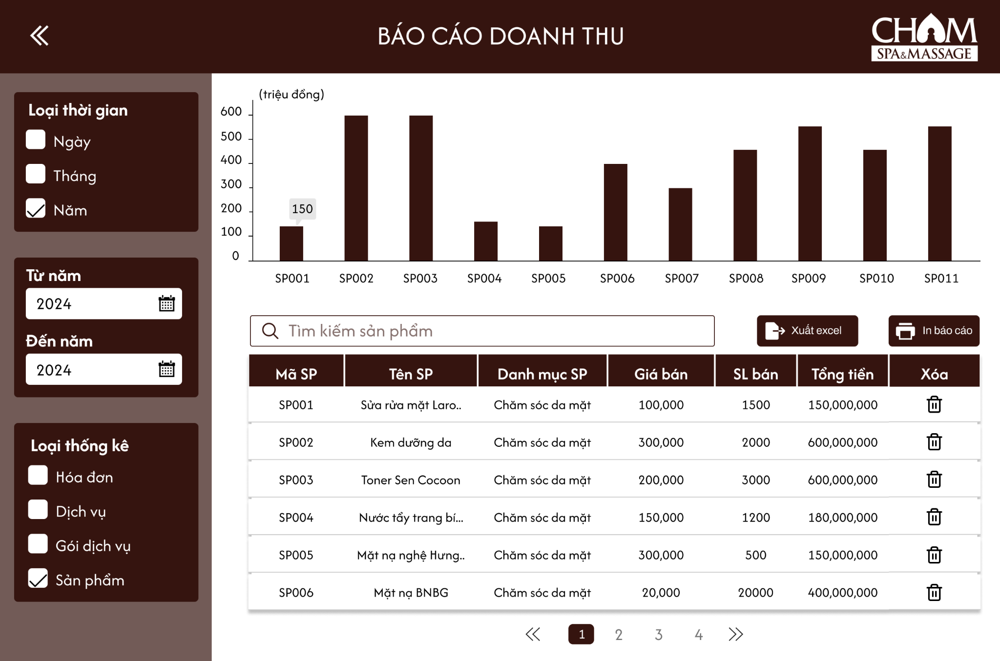 BÁO CÁO DOANH THU
CHAM
SPA&MASSAGE
Loại thời gian
Ngày
Tháng
Năm
Từ năm
2024
Đến năm
2024
Loại thống kê
Hóa đơn
Dịch vụ
Gói dịch vụ
Sản phẩm
(triệu đồng)
600
500
400
300
200
100
0
150
SP001 SP002 SP003 SP004 SP005 SP006 SP007 SP008 SP009 SP010 SP011
Tìm kiếm sản phẩm
Xuất excel
In báo cáo
Mã SP Tên SP Danh mục SP Giá bán SL bán Tổng tiền Xóa
SP001 Sửa rửa mặt Laro.. Chăm sóc da mặt 100,000 1500 150,000,000
SP002 Kem dưỡng da Chăm sóc da mặt 300,000 2000 600,000,000
SP003 Toner Sen Cocoon Chăm sóc da mặt 200,000 3000 600,000,000
SP004 Nước tẩy trang bí... Chăm sóc da mặt 150,000 1200 180,000,000
SP005 Mặt nạ nghệ Hưng.. Chăm sóc da mặt 300,000 500 150,000,000
SP006 Mặt nạ BNBG Chăm sóc da mặt 20,000 20000 400,000,000
1 2 3 4